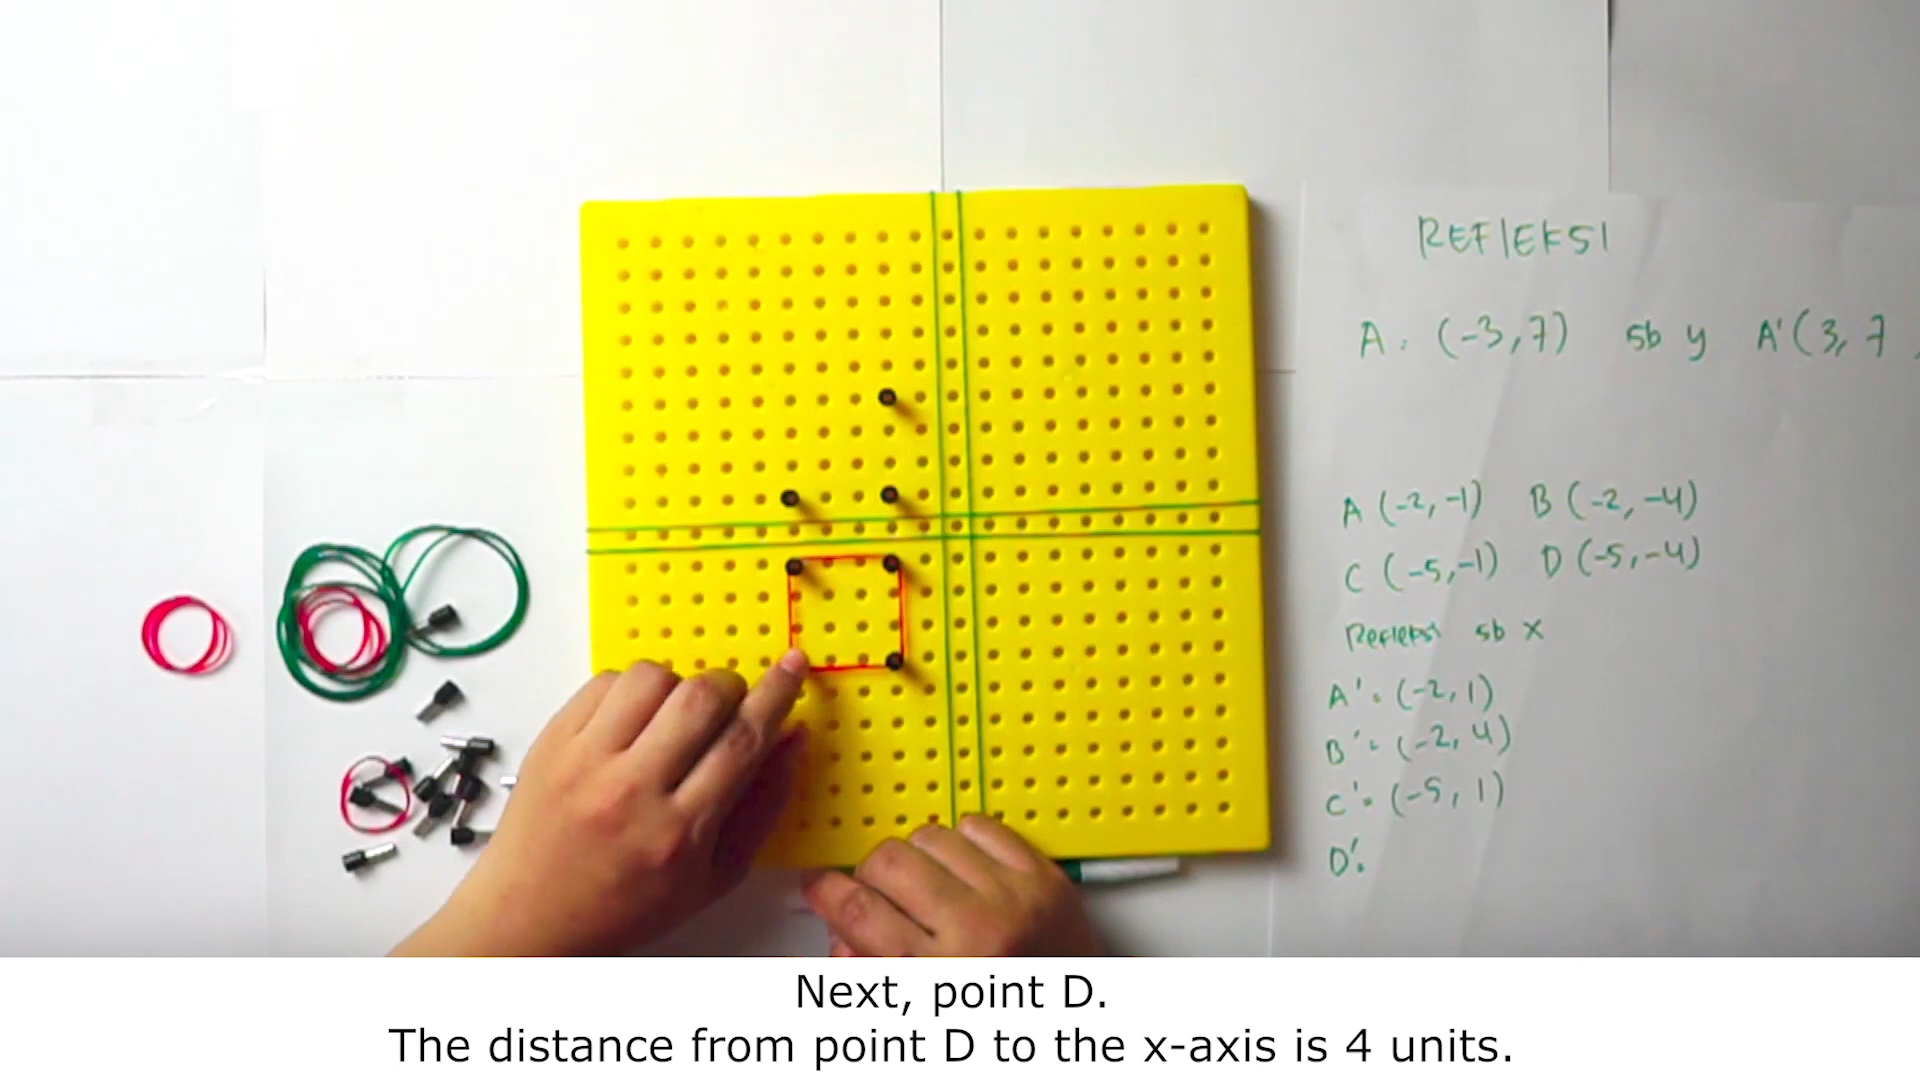 REFLEKSI
A : (-3,7) sb y A' (3, 7
A (-2,-1) B (-2,-4)
C (-5,-1) D (-5,-4)
Refleksi sb x
A' : (-2, 1)
B' : (-2, 4)
C' : (-5, 1)
D' :
Next, point D.
The distance from point D to the x-axis is 4 units.